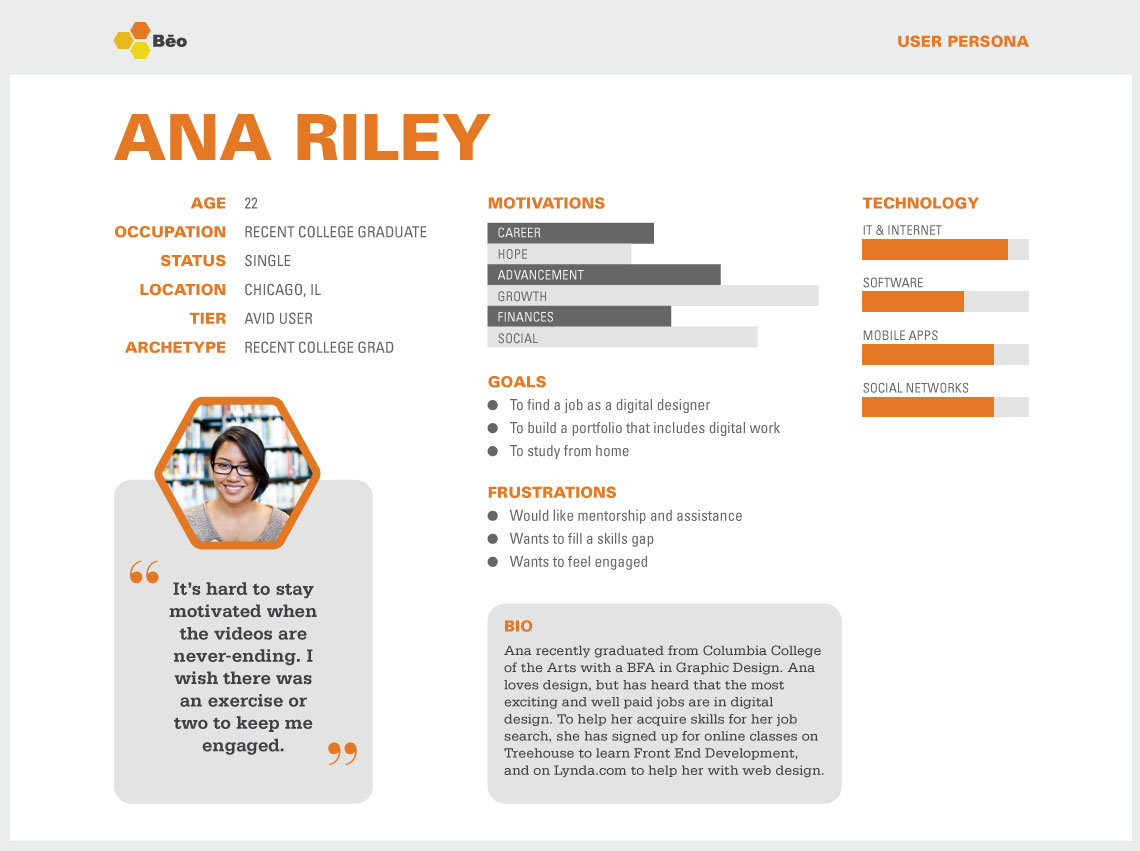 Bēo
USER PERSONA
ANA RILEY
AGE 22
OCCUPATION RECENT COLLEGE GRADUATE
STATUS SINGLE
LOCATION CHICAGO, IL
TIER AVID USER
ARCHETYPE RECENT COLLEGE GRAD
“
It’s hard to stay
motivated when
the videos are
never-ending. I
wish there was
an exercise or
two to keep me
engaged.
”
MOTIVATIONS
CAREER
HOPE
ADVANCEMENT
GROWTH
FINANCES
SOCIAL
GOALS
● To find a job as a digital designer
● To build a portfolio that includes digital work
● To study from home
FRUSTRATIONS
● Would like mentorship and assistance
● Wants to fill a skills gap
● Wants to feel engaged
BIO
Ana recently graduated from Columbia College
of the Arts with a BFA in Graphic Design. Ana
loves design, but has heard that the most
exciting and well paid jobs are in digital
design. To help her acquire skills for her job
search, she has signed up for online classes on
Treehouse to learn Front End Development,
and on Lynda.com to help her with web design.
TECHNOLOGY
IT & INTERNET
SOFTWARE
MOBILE APPS
SOCIAL NETWORKS